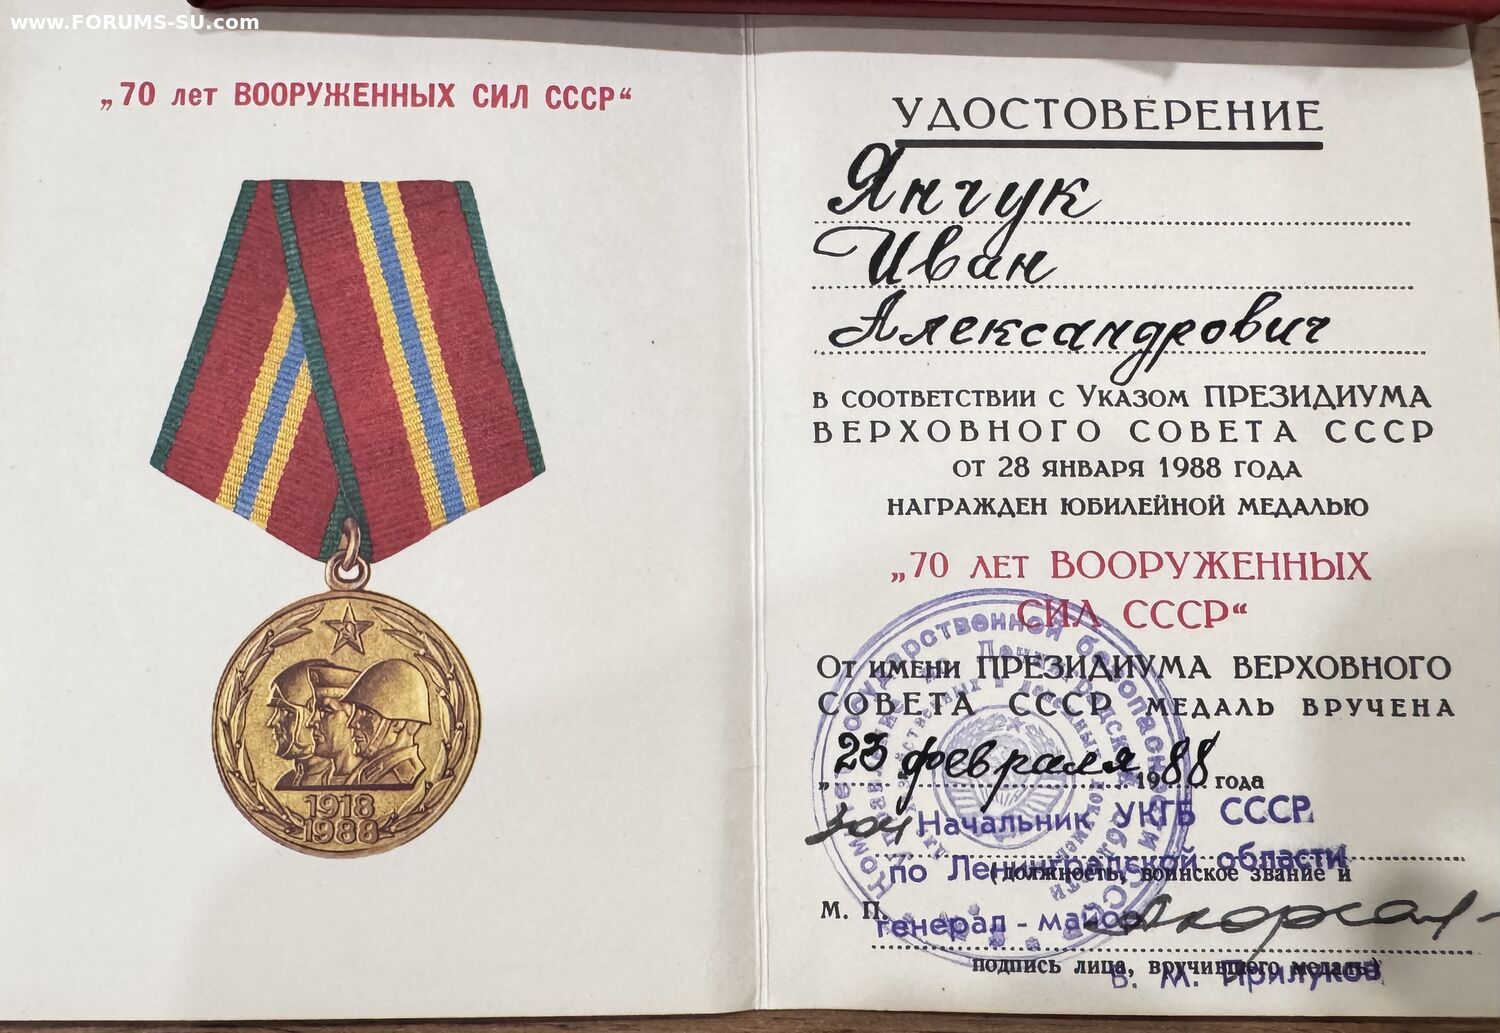 www.FORUMS-SU.com
„70 лет ВООРУЖЕННЫХ СИЛ СССР“
1918
1988
УДОСТОВЕРЕНИЕ
Янчук
Иван
Александрович
в соответствии с Указом ПРЕЗИДИУМА
ВЕРХОВНОГО СОВЕТА СССР
от 28 января 1988 года
награжден юбилейной медалью
„70 лет ВООРУЖЕННЫХ
СИЛ СССР“
От имени ПРЕЗИДИУМА ВЕРХОВНОГО
СОВЕТА СССР медаль вручена
„23 февраля 1988 года
зам Начальник УКГБ СССР
по Ленинградской области
(должность, воинское звание и
М. П.
генерал-майор
подпись лица, вручившего медаль)
В. М. Прилуков